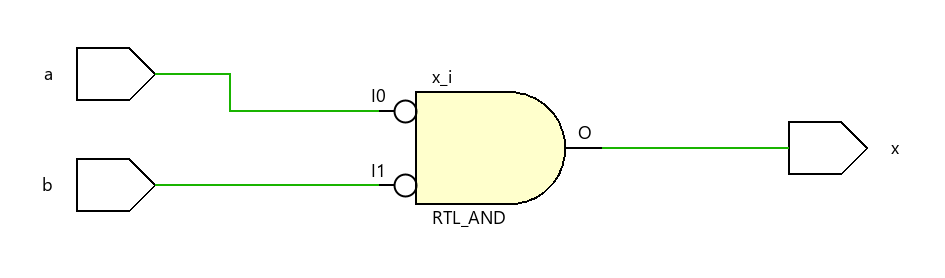 a
b
I0
I1
x_i
RTL_AND
O
x